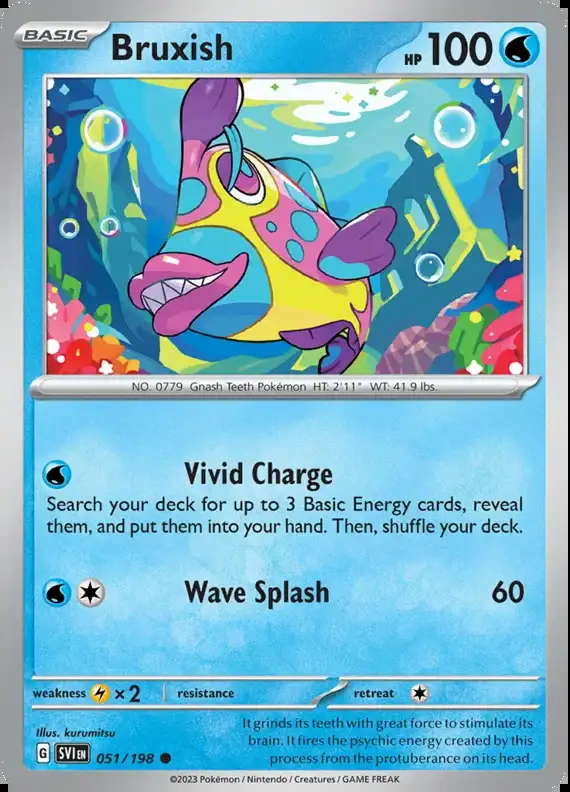 BASIC
Bruxish
HP 100
NO. 0779 Gnash Teeth Pokémon HT: 2'11" WT: 41.9 lbs.
Vivid Charge
Search your deck for up to 3 Basic Energy cards, reveal
them, and put them into your hand. Then, shuffle your deck.
Wave Splash 60
weakness ×2 resistance retreat
Illus. kurumitsu
G SVI EN 051/198
It grinds its teeth with great force to stimulate its
brain. It fires the psychic energy created by this
process from the protuberance on its head.
©2023 Pokémon / Nintendo / Creatures / GAME FREAK